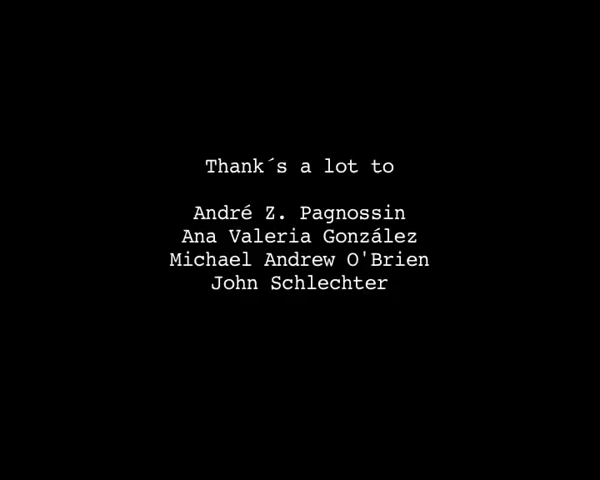 Thank´s a lot to
André Z. Pagnossin
Ana Valeria González
Michael Andrew O'Brien
John Schlechter